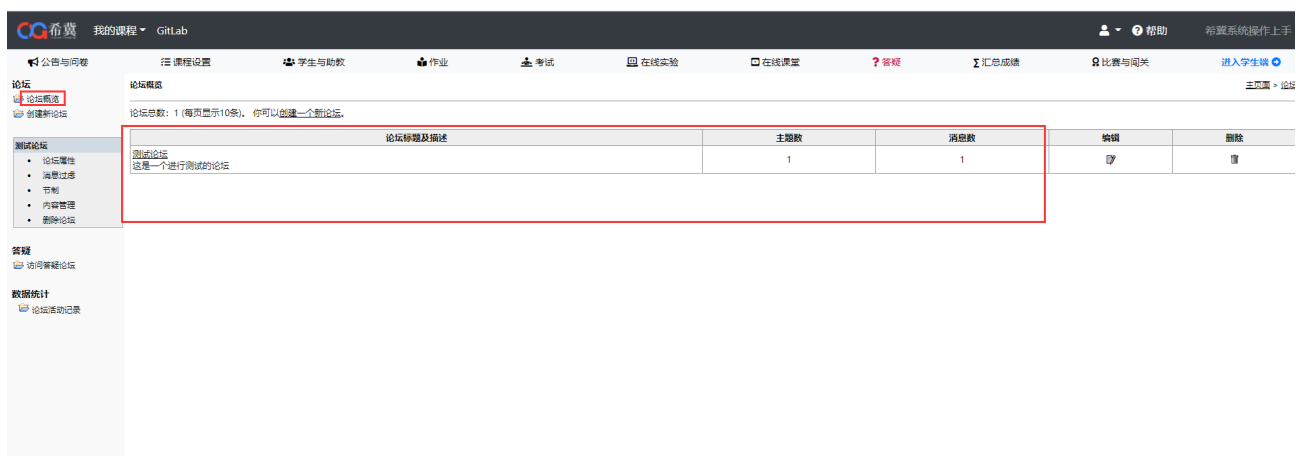 CG希冀 我的课程 GitLab 帮助 希冀系统操作上手
公告与问卷 课程设置 学生与助教 作业 考试 在线实验 在线课堂 ?答疑 ∑汇总成绩 比赛与闯关 进入学生端
论坛
论坛概览
创建新论坛
测试论坛
• 论坛属性
• 消息过虑
• 节制
• 内容管理
• 删除论坛
答疑
访问答疑论坛
数据统计
论坛活动记录
论坛概览 主页面 > 论坛
论坛总数：1 (每页显示10条)。 你可以创建一个新论坛。
论坛标题及描述 主题数 消息数 编辑 删除
测试论坛
这是一个进行测试的论坛 1 1